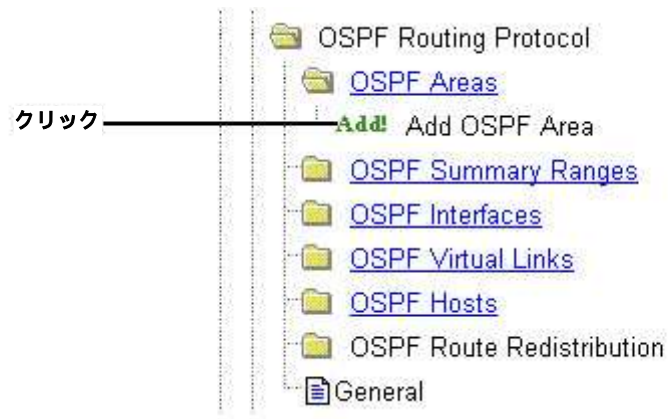 OSPF Routing Protocol
OSPF Areas
クリック Add! Add OSPF Area
OSPF Summary Ranges
OSPF Interfaces
OSPF Virtual Links
OSPF Hosts
OSPF Route Redistribution
General